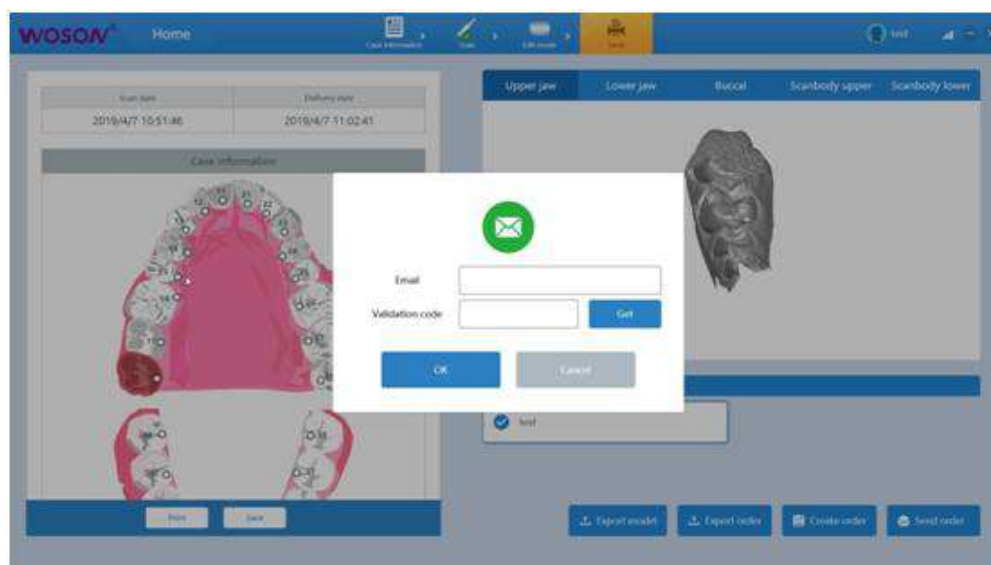 WOSON Home
Case information Scan Edit mode Send
test
Scan date Delivery date
2019/4/7 10:51:46 2019/4/7 11:02:41
Case information
Upper jaw Lower jaw Buccal Scanbody upper Scanbody lower
Email
Validation code Get
OK Cancel
test
Print Save
Export model Export order Create order Send order